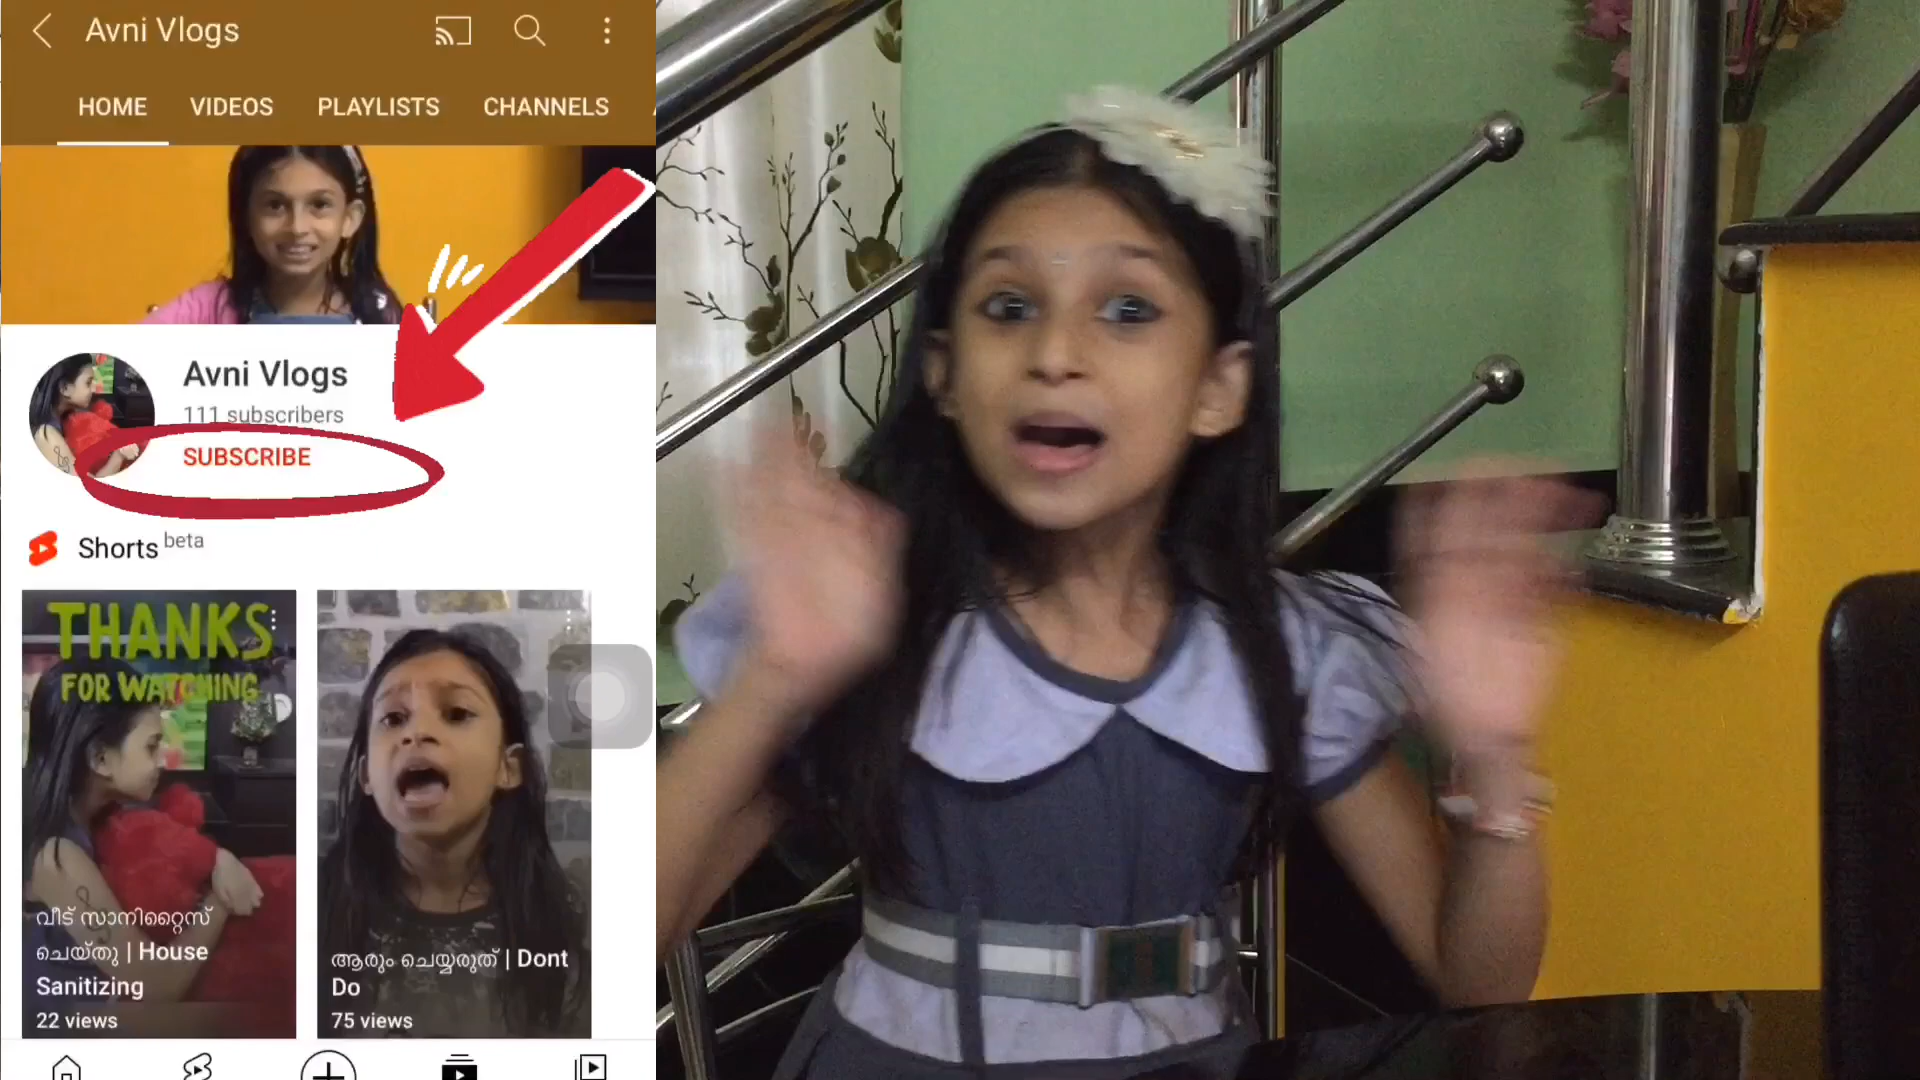 Avni Vlogs
HOME VIDEOS PLAYLISTS CHANNELS
Avni Vlogs
111 subscribers
SUBSCRIBE
Shorts beta
THANKS
FOR WATCHING
വീട് സാനിറ്റൈസ്
ചെയ്തു | House
Sanitizing
22 views
ആരും ചെയ്യരുത് | Dont
Do
75 views